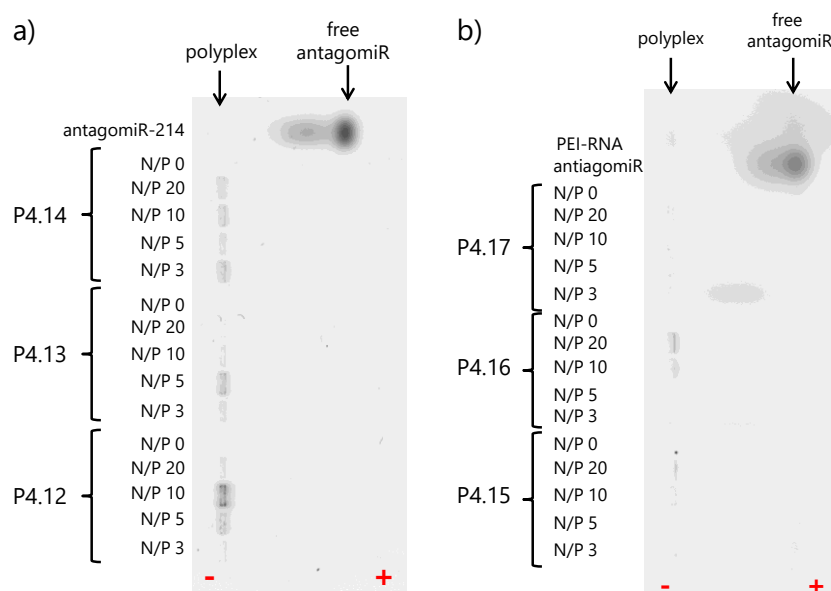 a)
polyplex
free
antagomiR
antagomiR-214
P4.14
N/P 0
N/P 20
N/P 10
N/P 5
N/P 3
P4.13
N/P 0
N/P 20
N/P 10
N/P 5
N/P 3
P4.12
N/P 0
N/P 20
N/P 10
N/P 5
N/P 3
- +
b)
polyplex
free
antagomiR
PEI-RNA
antiagomiR
P4.17
N/P 0
N/P 20
N/P 10
N/P 5
N/P 3
P4.16
N/P 0
N/P 20
N/P 10
N/P 5
N/P 3
P4.15
N/P 0
N/P 20
N/P 10
N/P 5
N/P 3
- +